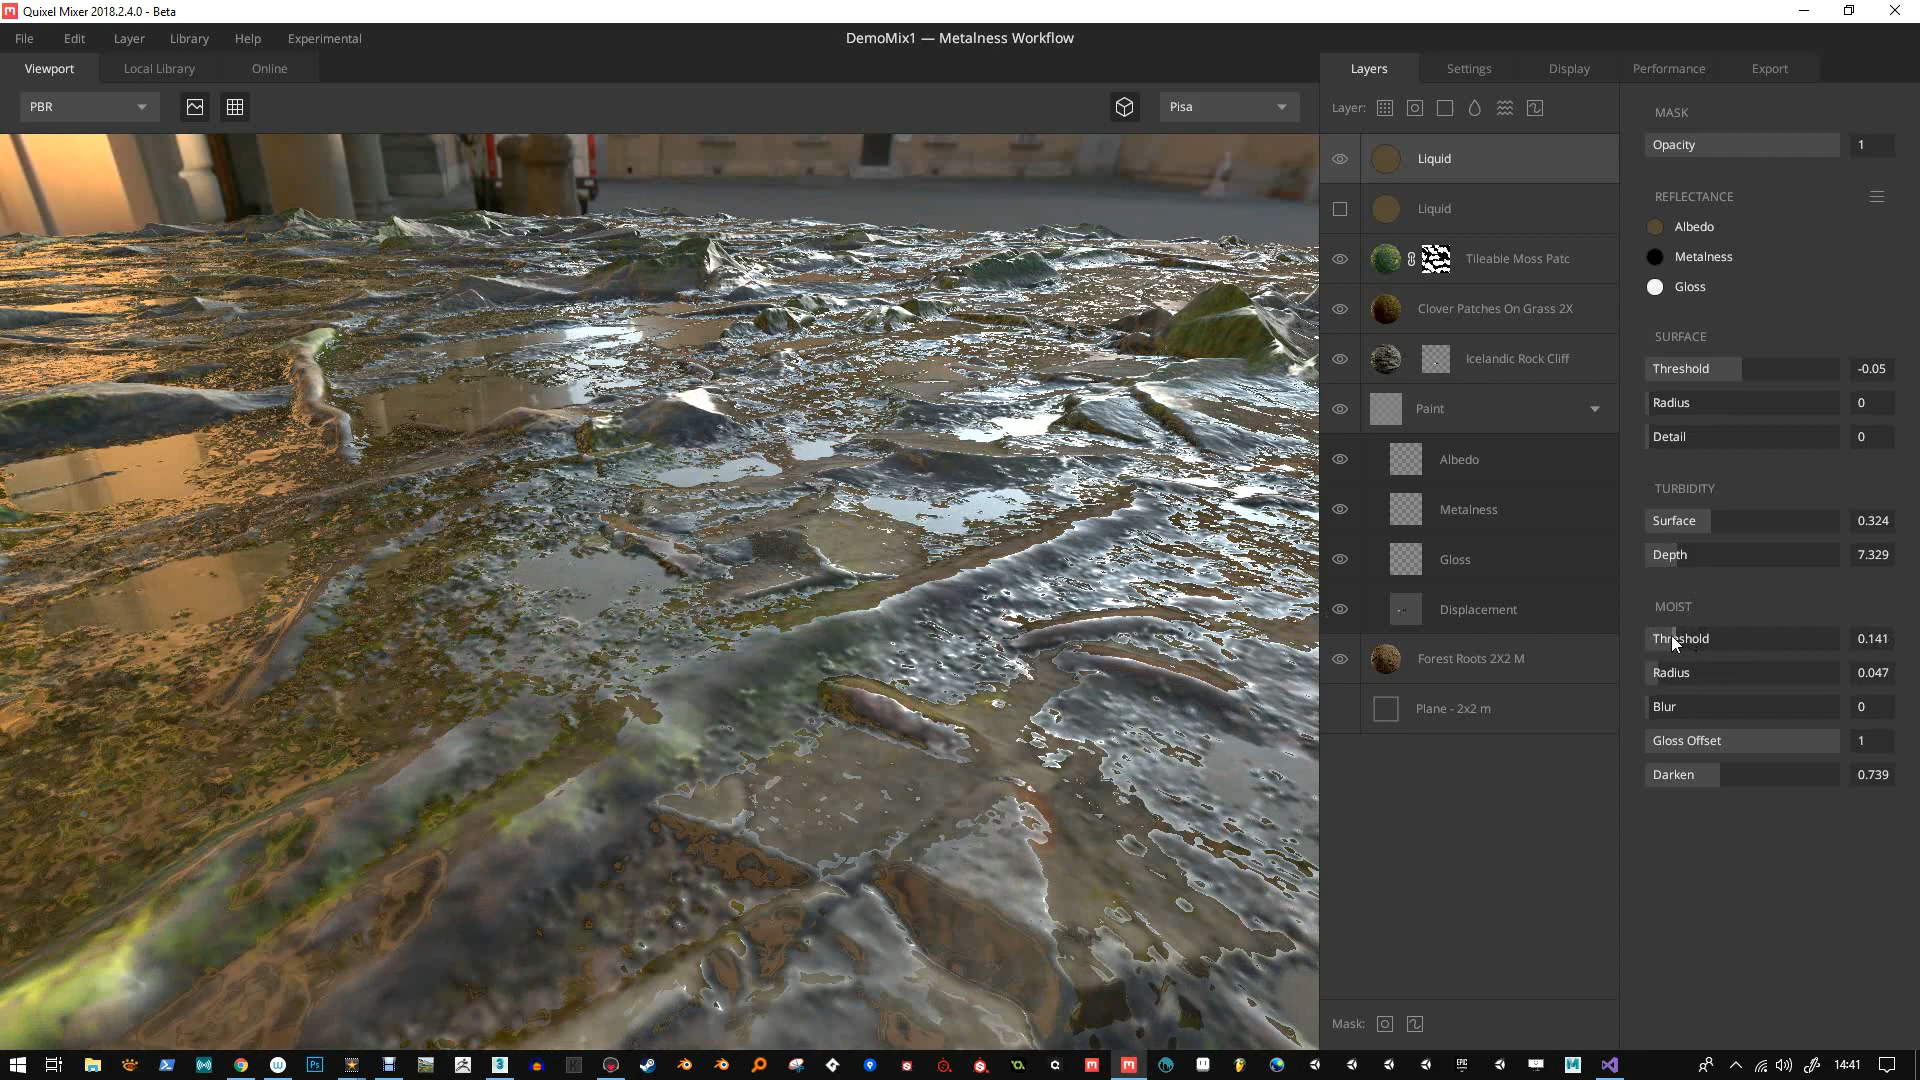 Quixel Mixer 2018.2.4.0 - Beta
File Edit Layer Library Help Experimental
DemoMix1 — Metalness Workflow
Viewport Local Library Online
Layers Settings Display Performance Export
PBR
Pisa
Layer:
Liquid
Liquid
Tileable Moss Patc
Clover Patches On Grass 2X
Icelandic Rock Cliff
Paint
Albedo
Metalness
Gloss
Displacement
Forest Roots 2X2 M
Plane - 2x2 m
Mask:
MASK
Opacity 1
REFLECTANCE
Albedo
Metalness
Gloss
SURFACE
Threshold -0.05
Radius 0
Detail 0
TURBIDITY
Surface 0.324
Depth 7.329
MOIST
Threshold 0.141
Radius 0.047
Blur 0
Gloss Offset 1
Darken 0.739
14:41